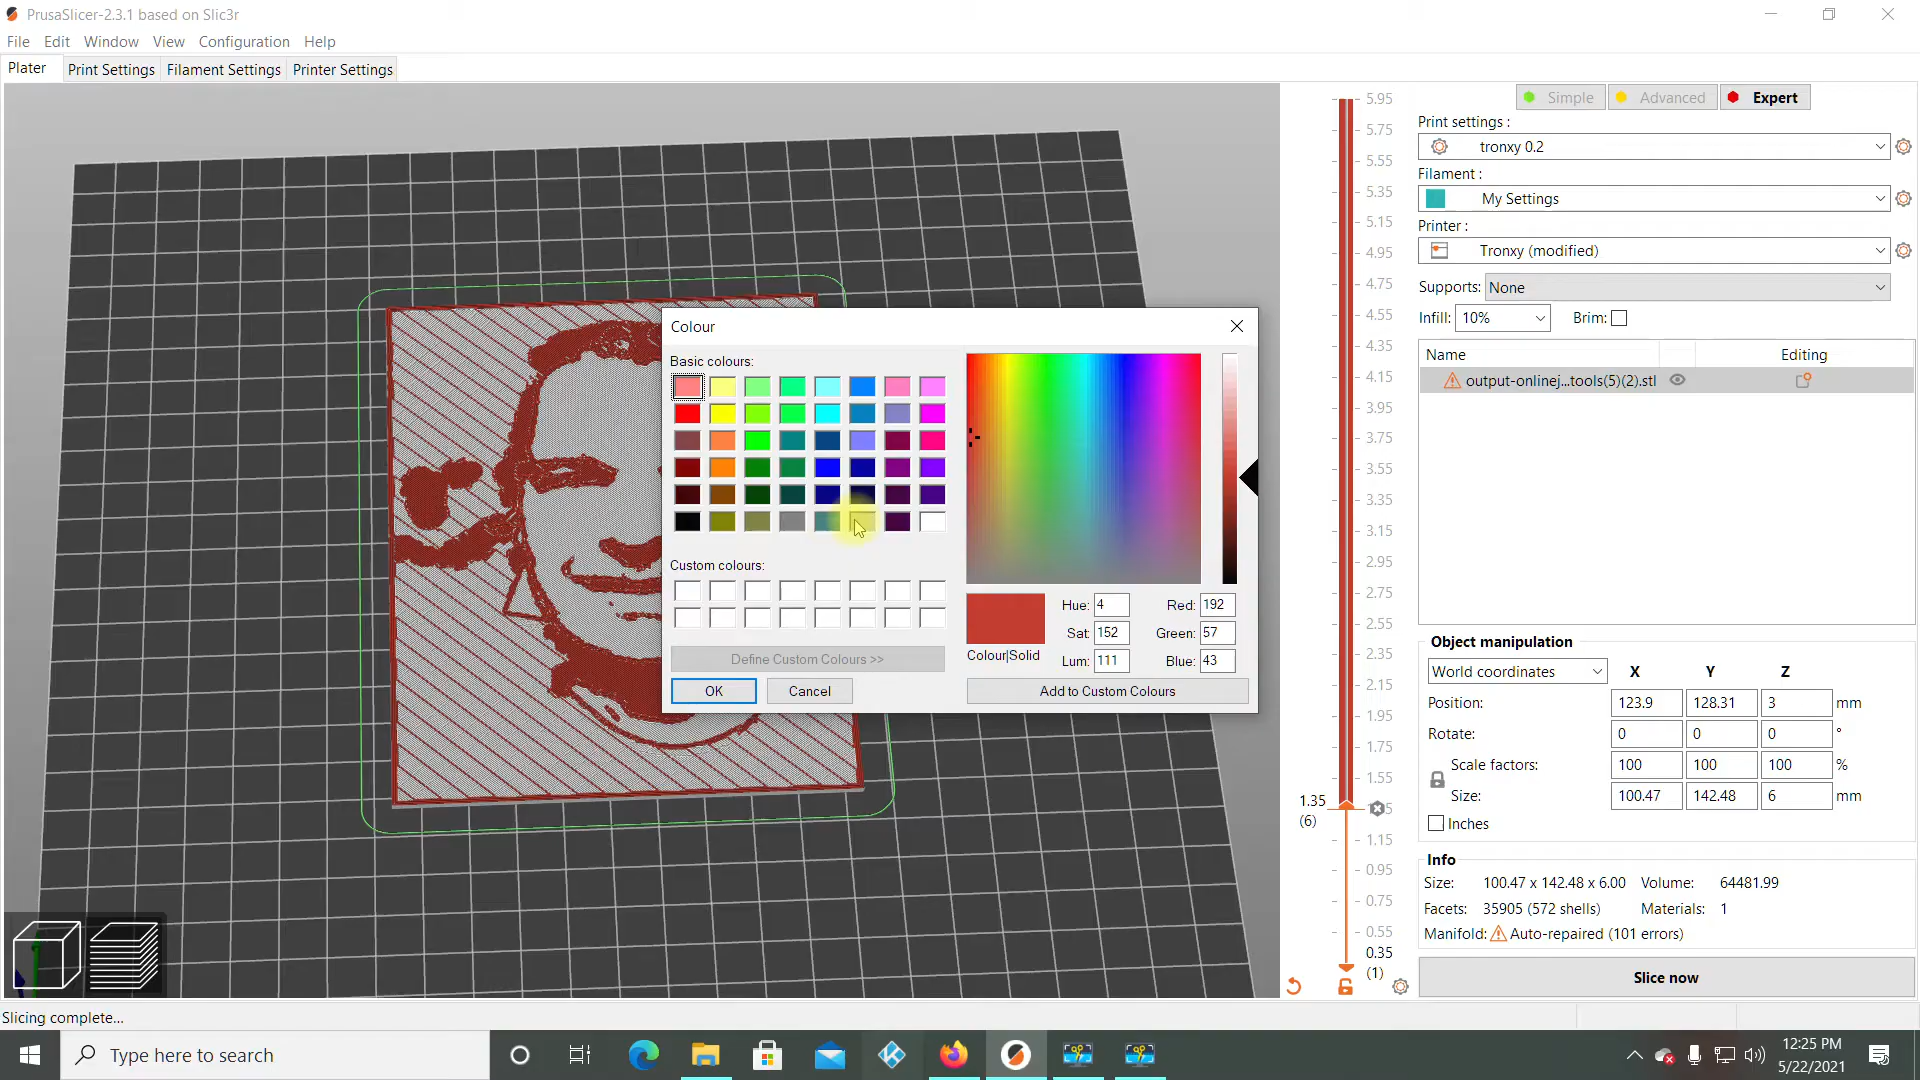 PrusaSlicer-2.3.1 based on Slic3r
File Edit Window View Configuration Help
Plater Print Settings Filament Settings Printer Settings
Simple Advanced Expert
Print settings :
tronxy 0.2
Filament :
My Settings
Printer :
Tronxy (modified)
Supports: None
Infill: 10% Brim:
Name Editing
output-onlinej...tools(5)(2).stl
Object manipulation
World coordinates X Y Z
Position: 123.9 128.31 3 mm
Rotate: 0 0 0 °
Scale factors: 100 100 100 %
Size: 100.47 142.48 6 mm
Inches
Info
Size: 100.47 x 142.48 x 6.00 Volume: 64481.99
Facets: 35905 (572 shells) Materials: 1
Manifold: Auto-repaired (101 errors)
Slice now
5.95
5.75
5.55
5.35
5.15
4.95
4.75
4.55
4.35
4.15
3.95
3.75
3.55
3.35
3.15
2.95
2.75
2.55
2.35
2.15
1.95
1.75
1.55
1.35
(6)
1.15
0.95
0.75
0.55
0.35
(1)
Colour
Basic colours:
Custom colours:
Define Custom Colours >>
OK Cancel
Colour|Solid
Hue: 4 Red: 192
Sat: 152 Green: 57
Lum: 111 Blue: 43
Add to Custom Colours
Slicing complete...
Type here to search
12:25 PM
5/22/2021